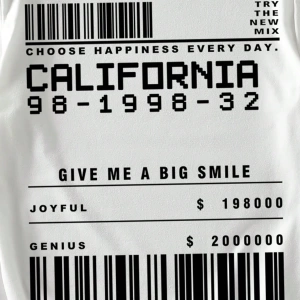 TRY
THE
NEW
MIX
CHOOSE HAPPINESS EVERY DAY.
CALIFORNIA
98-1998-32
GIVE ME A BIG SMILE
JOYFUL $ 198000
GENIUS $ 2000000